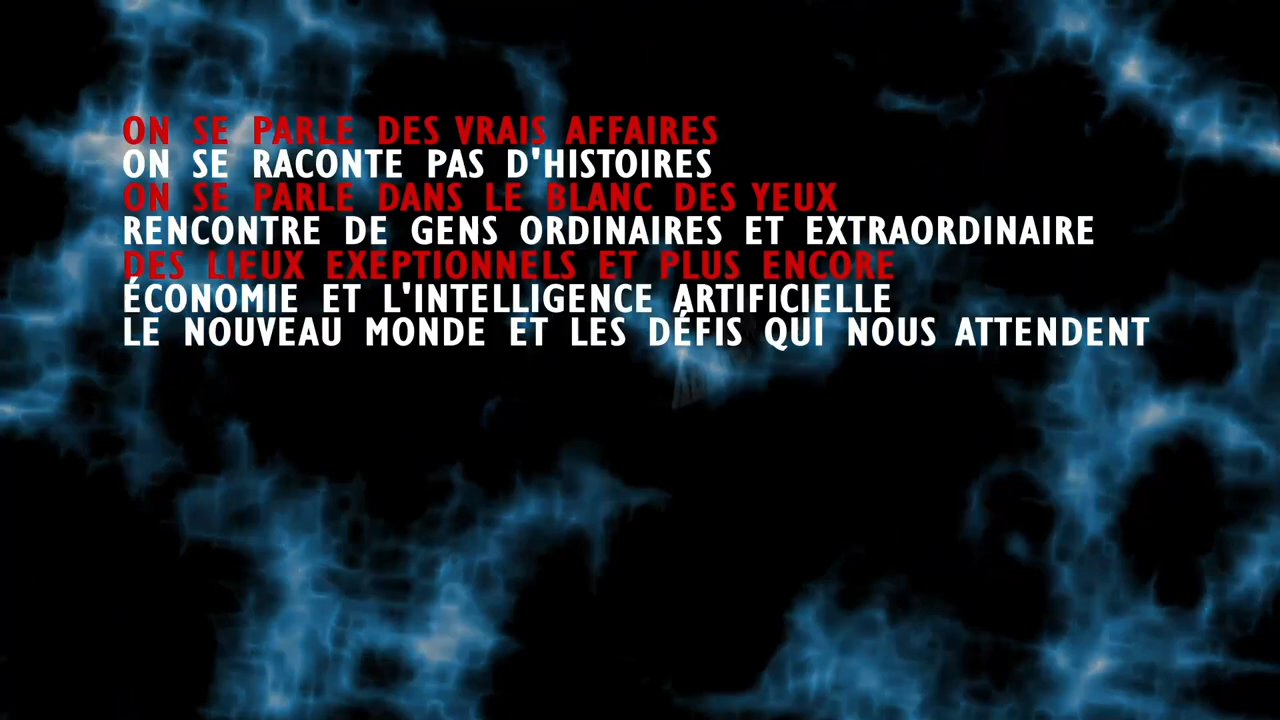 ON SE PARLE DES VRAIS AFFAIRES
ON SE RACONTE PAS D'HISTOIRES
ON SE PARLE DANS LE BLANC DES YEUX
RENCONTRE DE GENS ORDINAIRES ET EXTRAORDINAIRE
DES LIEUX EXEPTIONNELS ET PLUS ENCORE
ÉCONOMIE ET L'INTELLIGENCE ARTIFICIELLE
LE NOUVEAU MONDE ET LES DÉFIS QUI NOUS ATTENDENT